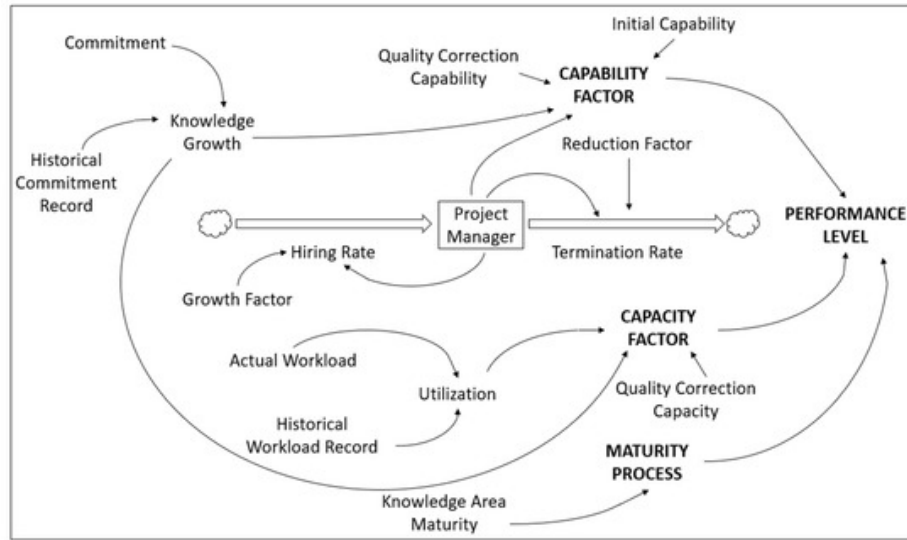 Commitment
Initial Capability
Quality Correction
Capability
CAPABILITY
FACTOR
Knowledge
Growth
Historical
Commitment
Record
Reduction Factor
Project
Manager
PERFORMANCE
LEVEL
Hiring Rate
Termination Rate
Growth Factor
CAPACITY
FACTOR
Actual Workload
Utilization
Quality Correction
Capacity
Historical
Workload Record
MATURITY
PROCESS
Knowledge Area
Maturity